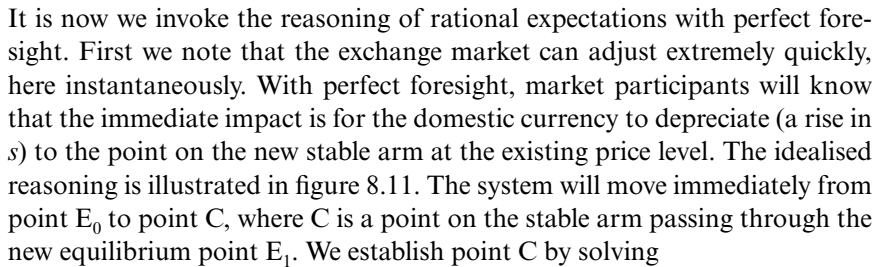 It is now we invoke the reasoning of rational expectations with perfect fore-
sight. First we note that the exchange market can adjust extremely quickly,
here instantaneously. With perfect foresight, market participants will know
that the immediate impact is for the domestic currency to depreciate (a rise in
s) to the point on the new stable arm at the existing price level. The idealised
reasoning is illustrated in figure 8.11. The system will move immediately from
point E₀ to point C, where C is a point on the stable arm passing through the
new equilibrium point E₁. We establish point C by solving